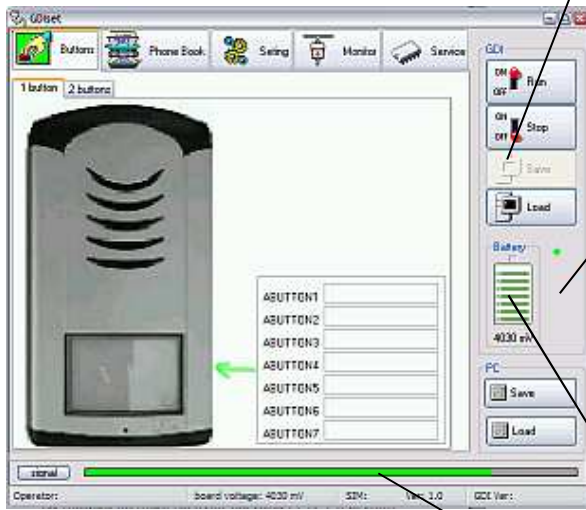 GDIset
Buttons
Phone Book
Seting
Monitor
Service
1 button
2 buttons
ABUTTON1
ABUTTON2
ABUTTON3
ABUTTON4
ABUTTON5
ABUTTON6
ABUTTON7
GDI
ON
OFF
Run
ON
OFF
Stop
Save
Load
Battery
4030 mV
PC
Save
Load
signal
Operator:
board voltage: 4030 mV
SIM:
Ver: 1.0
GDI Ver: